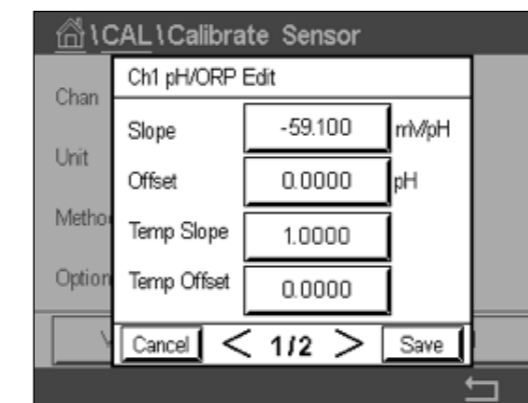 \CAL\Calibrate Sensor
Ch1 pH/ORP Edit
Chan
Slope -59.100 mV/pH
Unit
Offset 0.0000 pH
Temp Slope 1.0000
Option
Temp Offset 0.0000
Cancel < 1/2 > Save